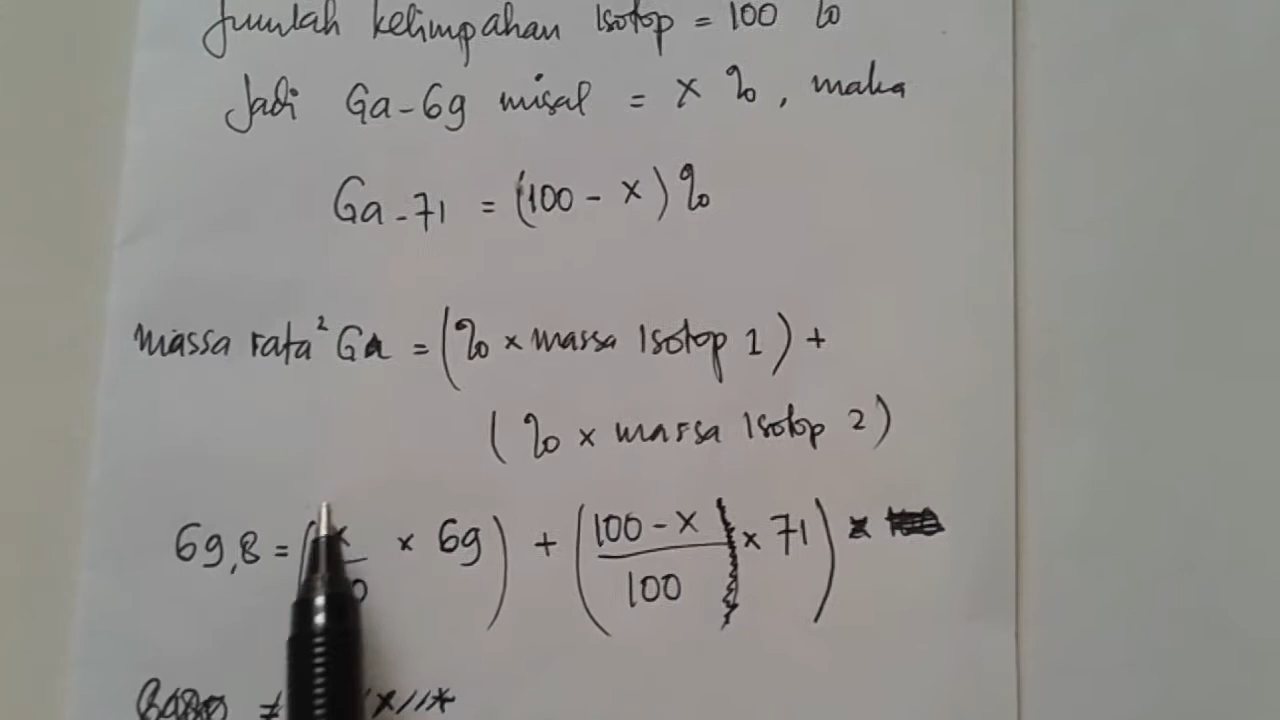 Jumlah kelimpahan Isotop = 100 %
Jadi Ga-69 misal = x %, maka
Ga-71 = (100 - x) %
massa rata² Ga = (% x massa Isotop 1) +
(% x massa Isotop 2)
69,8 = (x x 69) + (100 - x / 100 x 71)